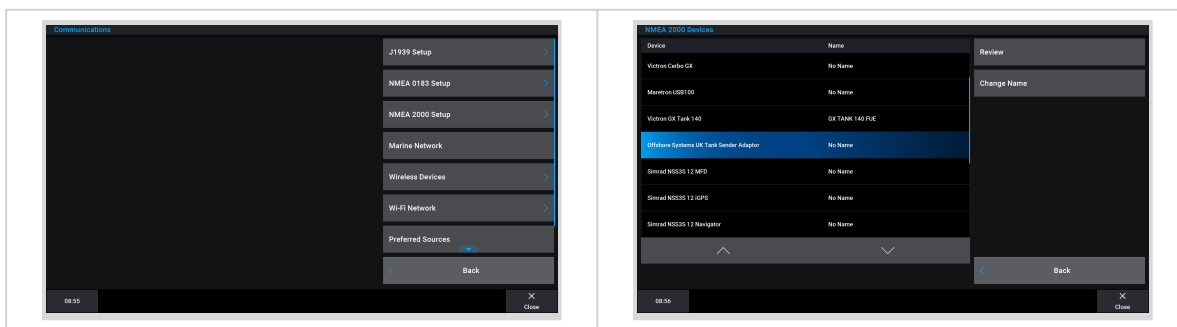 Communications
J1939 Setup
NMEA 0183 Setup
NMEA 2000 Setup
Marine Network
Wireless Devices
Wi-Fi Network
Preferred Sources
Back
08:55
Close
NMEA 2000 Devices
Device Name
Victron Cerbo GX No Name
Maretron USB100 No Name
Victron GX Tank 140 GX TANK 140 FUE
Offshore Systems UK Tank Sender Adaptor No Name
Simrad NSS3S 12 MFD No Name
Simrad NSS3S 12 iGPS No Name
Simrad NSS3S 12 Navigator No Name
Review
Change Name
Back
08:56
Close